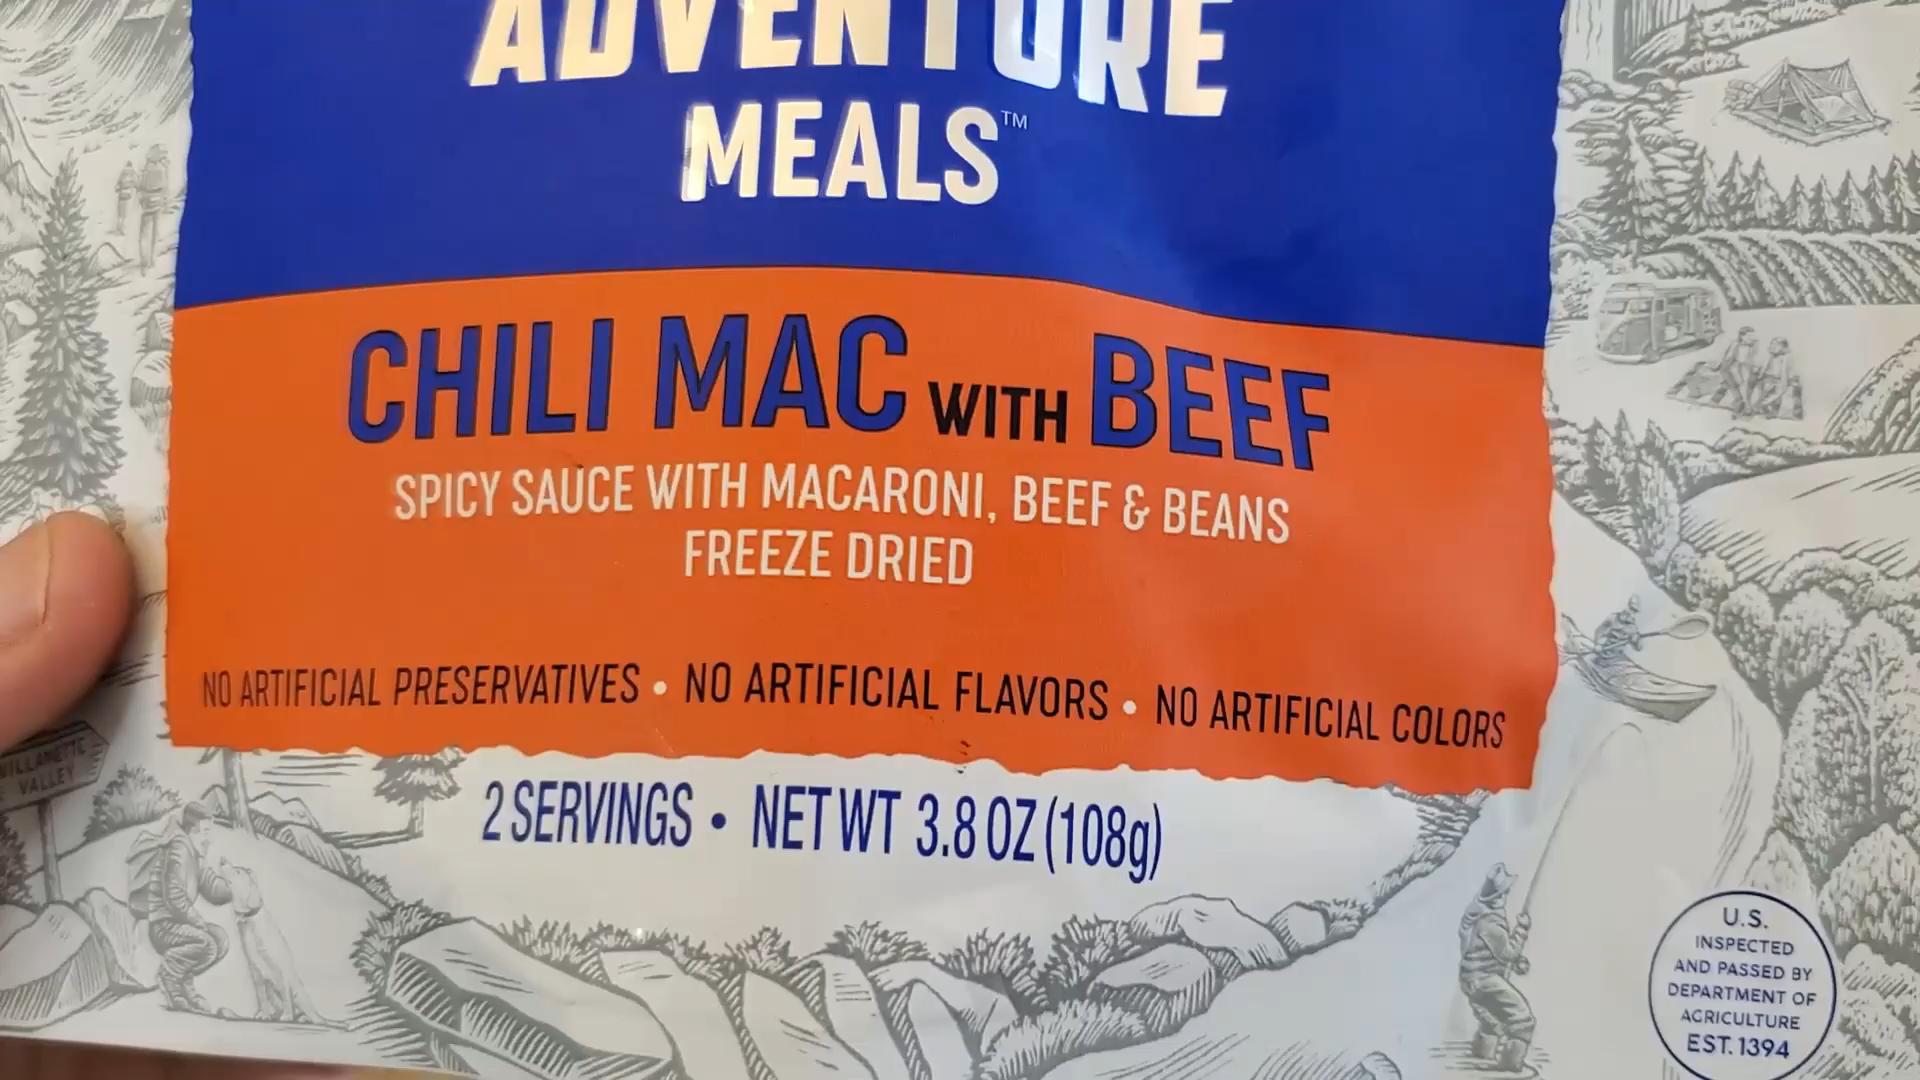 ADVENTURE
MEALS™
CHILI MAC WITH BEEF
SPICY SAUCE WITH MACARONI, BEEF & BEANS
FREEZE DRIED
NO ARTIFICIAL PRESERVATIVES • NO ARTIFICIAL FLAVORS • NO ARTIFICIAL COLORS
WILLAMETTE
VALLEY
2 SERVINGS • NET WT 3.8 OZ (108g)
U.S.
INSPECTED
AND PASSED BY
DEPARTMENT OF
AGRICULTURE
EST. 1394